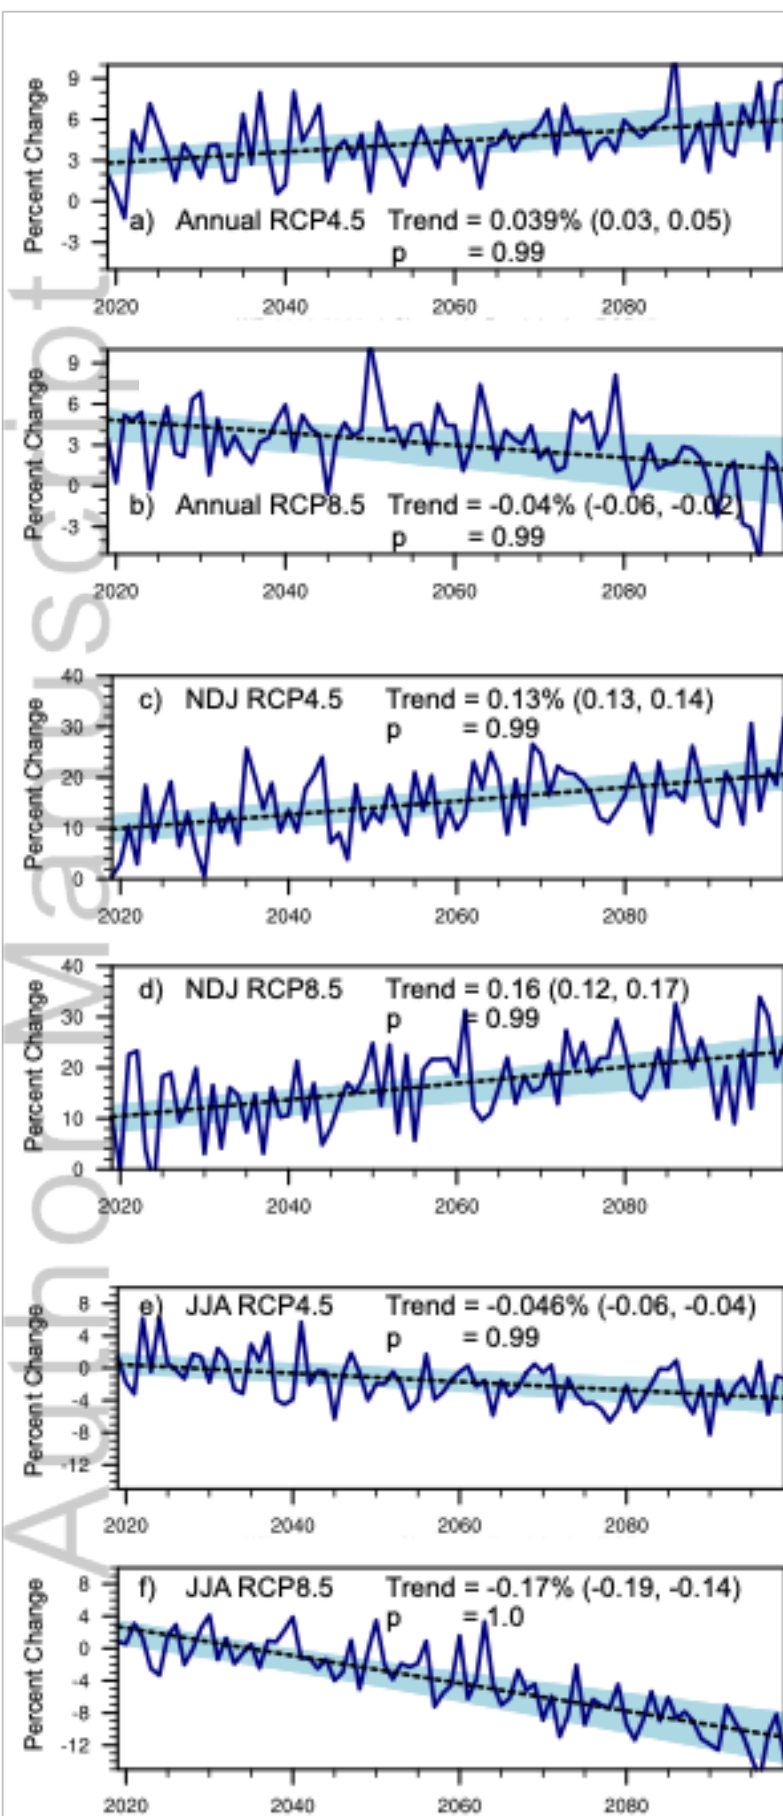 Author Manuscript
Percent Change
9
6
3
0
-3
a) Annual RCP4.5 Trend = 0.039% (0.03, 0.05)
p = 0.99
2020 2040 2060 2080
Percent Change
9
6
3
0
-3
b) Annual RCP8.5 Trend = -0.04% (-0.06, -0.02)
p = 0.99
2020 2040 2060 2080
Percent Change
40
30
20
10
0
c) NDJ RCP4.5 Trend = 0.13% (0.13, 0.14)
p = 0.99
2020 2040 2060 2080
Percent Change
40
30
20
10
0
d) NDJ RCP8.5 Trend = 0.16 (0.12, 0.17)
p = 0.99
2020 2040 2060 2080
Percent Change
8
4
0
-4
-8
-12
e) JJA RCP4.5 Trend = -0.046% (-0.06, -0.04)
p = 0.99
2020 2040 2060 2080
Percent Change
8
4
0
-4
-8
-12
f) JJA RCP8.5 Trend = -0.17% (-0.19, -0.14)
p = 1.0
2020 2040 2060 2080